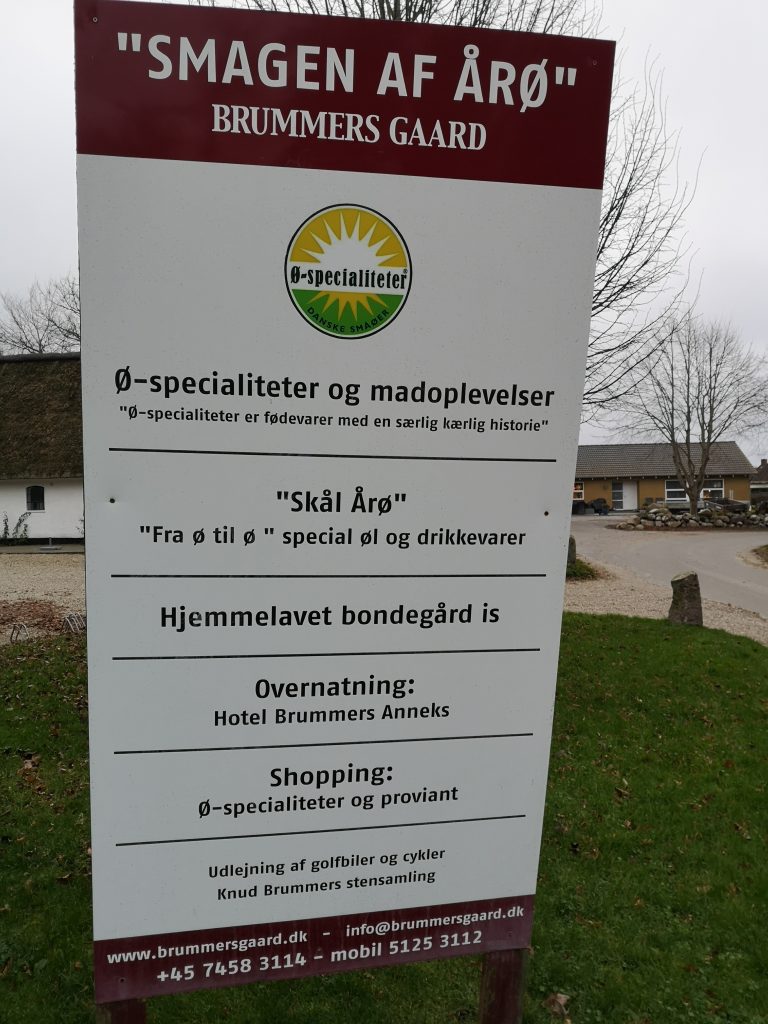 "SMAGEN AF ÅRØ"
BRUMMERS GAARD
Ø-specialiteter®
DANSKE SMÅØER
Ø-specialiteter og madoplevelser
"Ø-specialiteter er fødevarer med en særlig kærlig historie"
"Skål Årø"
"Fra ø til ø " special øl og drikkevarer
Hjemmelavet bondegård is
Overnatning:
Hotel Brummers Anneks
Shopping:
Ø-specialiteter og proviant
Udlejning af golfbiler og cykler
Knud Brummers stensamling
www.brummersgaard.dk - info@brummersgaard.dk
+45 7458 3114 - mobil 5125 3112